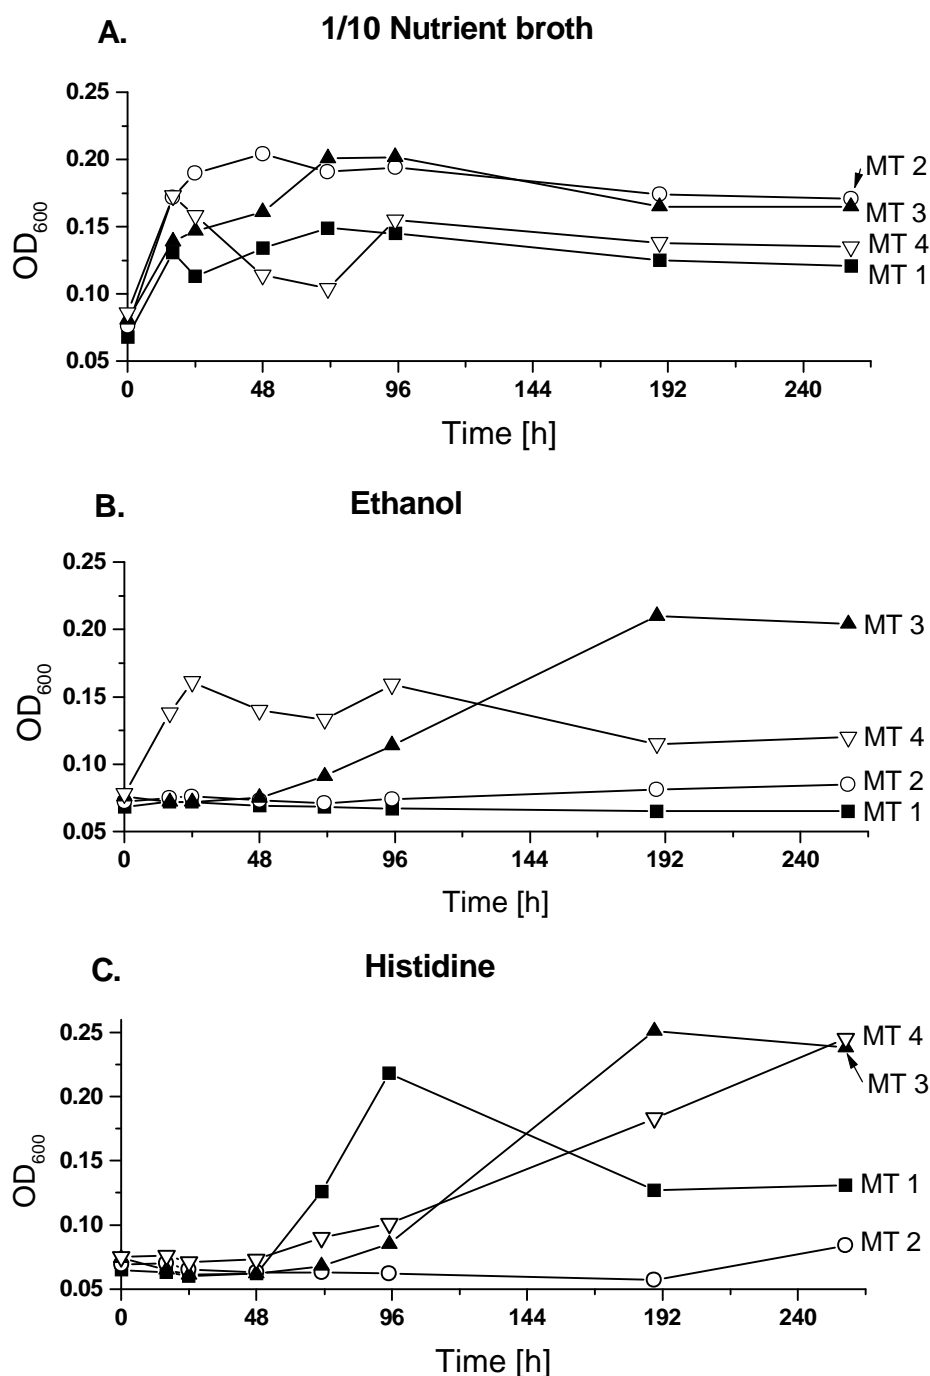 A. 1/10 Nutrient broth
0.25
0.20
0.15
0.10
0.05
OD600
MT 2
MT 3
MT 4
MT 1
0 48 96 144 192 240
Time [h]
B. Ethanol
0.25
0.20
0.15
0.10
0.05
OD600
MT 3
MT 4
MT 2
MT 1
0 48 96 144 192 240
Time [h]
C. Histidine
0.25
0.20
0.15
0.10
0.05
OD600
MT 4
MT 3
MT 1
MT 2
0 48 96 144 192 240
Time [h]